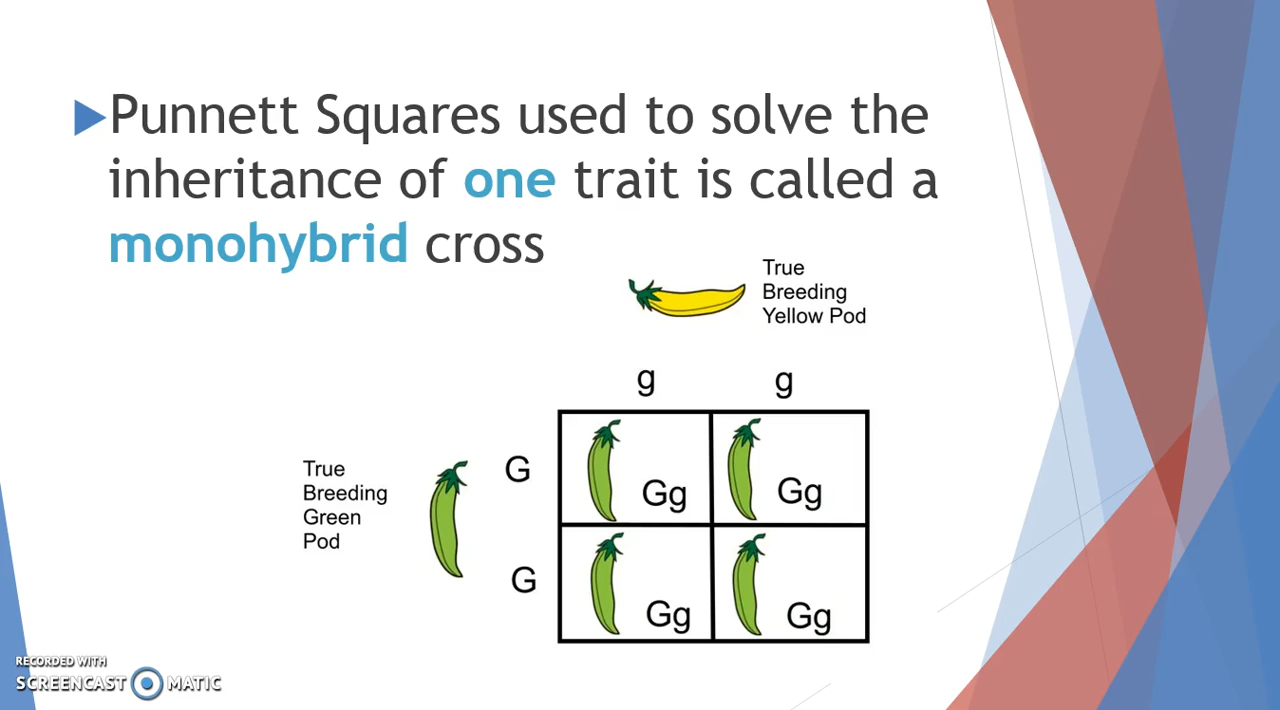 Punnett Squares used to solve the
inheritance of one trait is called a
monohybrid cross
True
Breeding
Yellow Pod
g g
True
Breeding
Green
Pod
G Gg Gg
G Gg Gg
RECORDED WITH
SCREENCAST MATIC